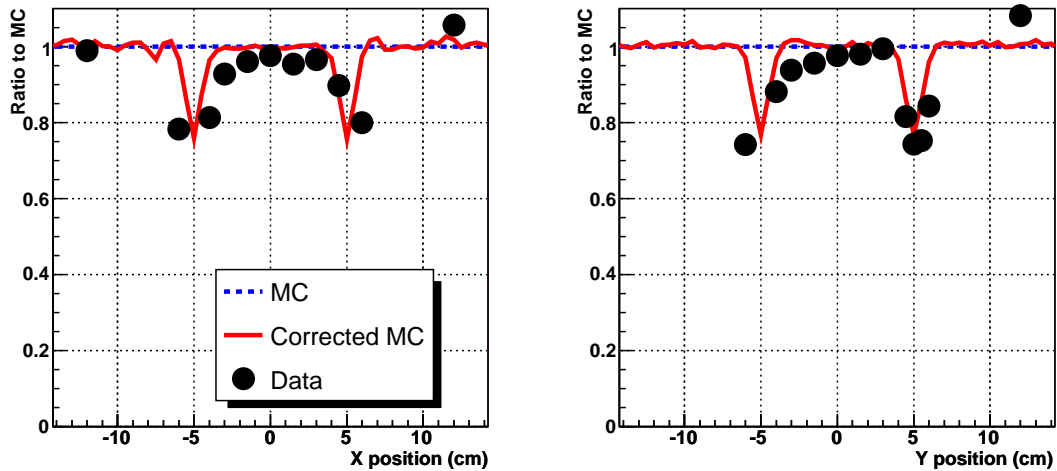 Ratio to MC
1
0.8
0.6
0.4
0.2
0
-10 -5 0 5 10
X position (cm)
MC
Corrected MC
Data
Ratio to MC
1
0.8
0.6
0.4
0.2
0
-10 -5 0 5 10
Y position (cm)